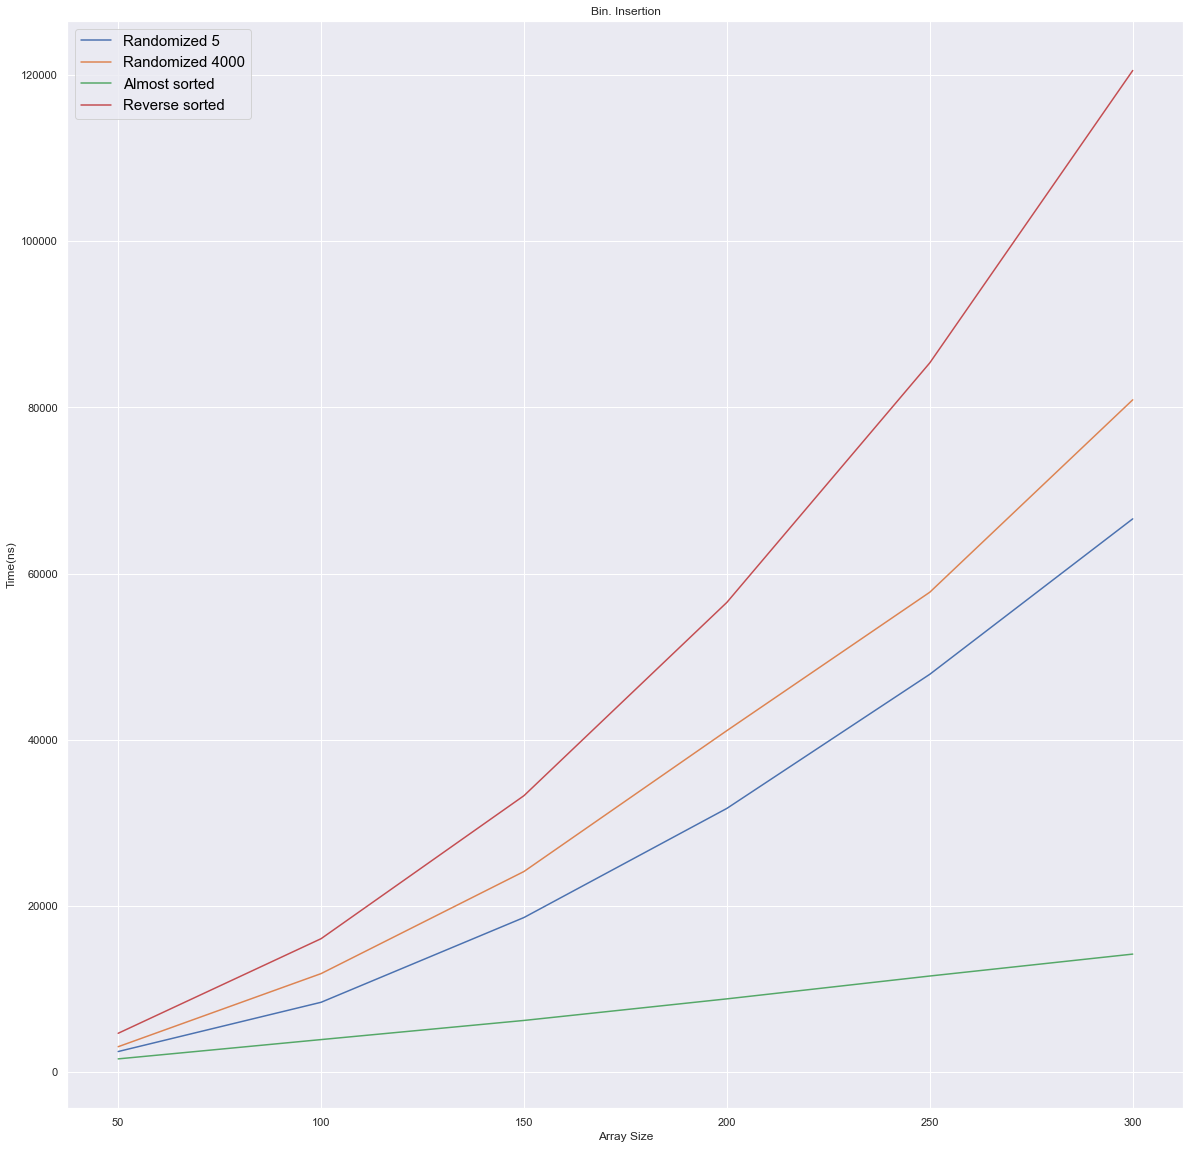 Bin. Insertion
Randomized 5
Randomized 4000
Almost sorted
Reverse sorted
120000
100000
80000
60000
40000
20000
0
Time(ns)
50 100 150 200 250 300
Array Size